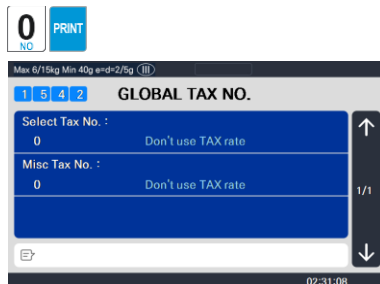 0
NO
PRINT
Max 6/15kg Min 40g e=d=2/5g III
1 5 4 2 GLOBAL TAX NO.
Select Tax No. :
0 Don't use TAX rate
Misc Tax No. :
0 Don't use TAX rate
1/1
02:31:08